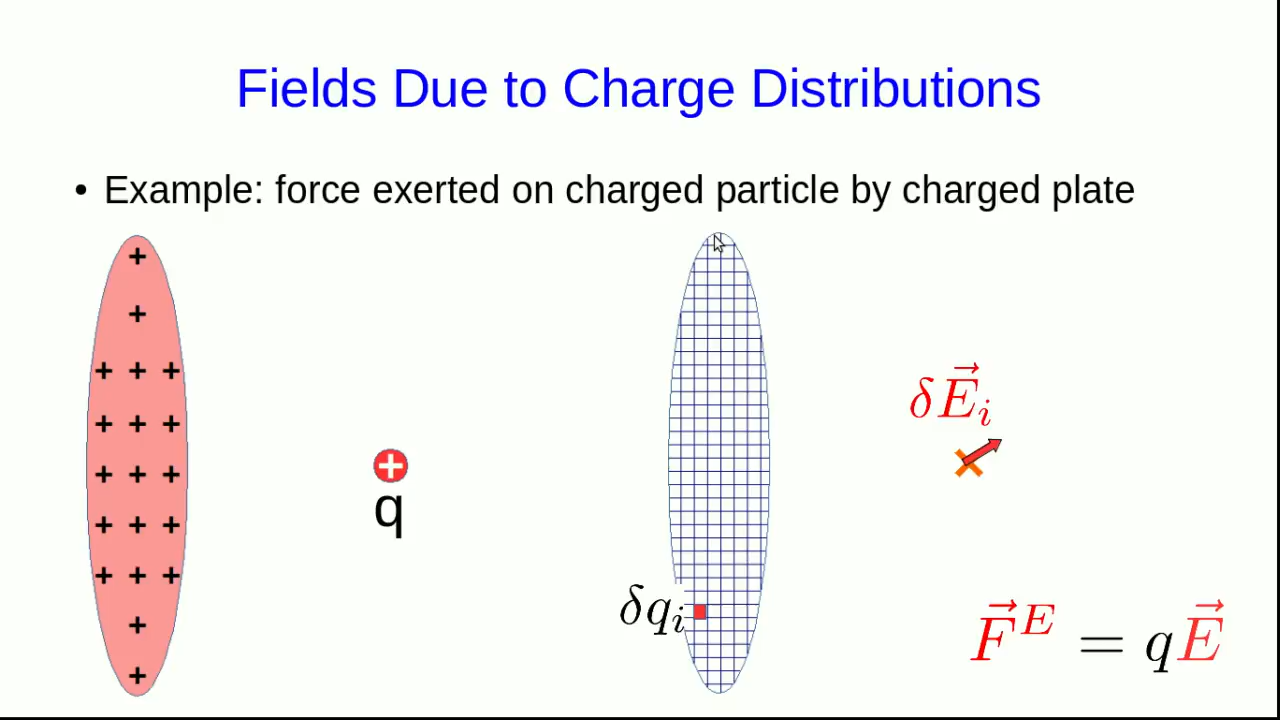 Fields Due to Charge Distributions
• Example: force exerted on charged particle by charged plate
+
+
+ + +
+ + +
+ + +
+ + +
+ + +
+
+
+
q
δqᵢ
δE⃗ᵢ
F⃗ᴱ = qE⃗